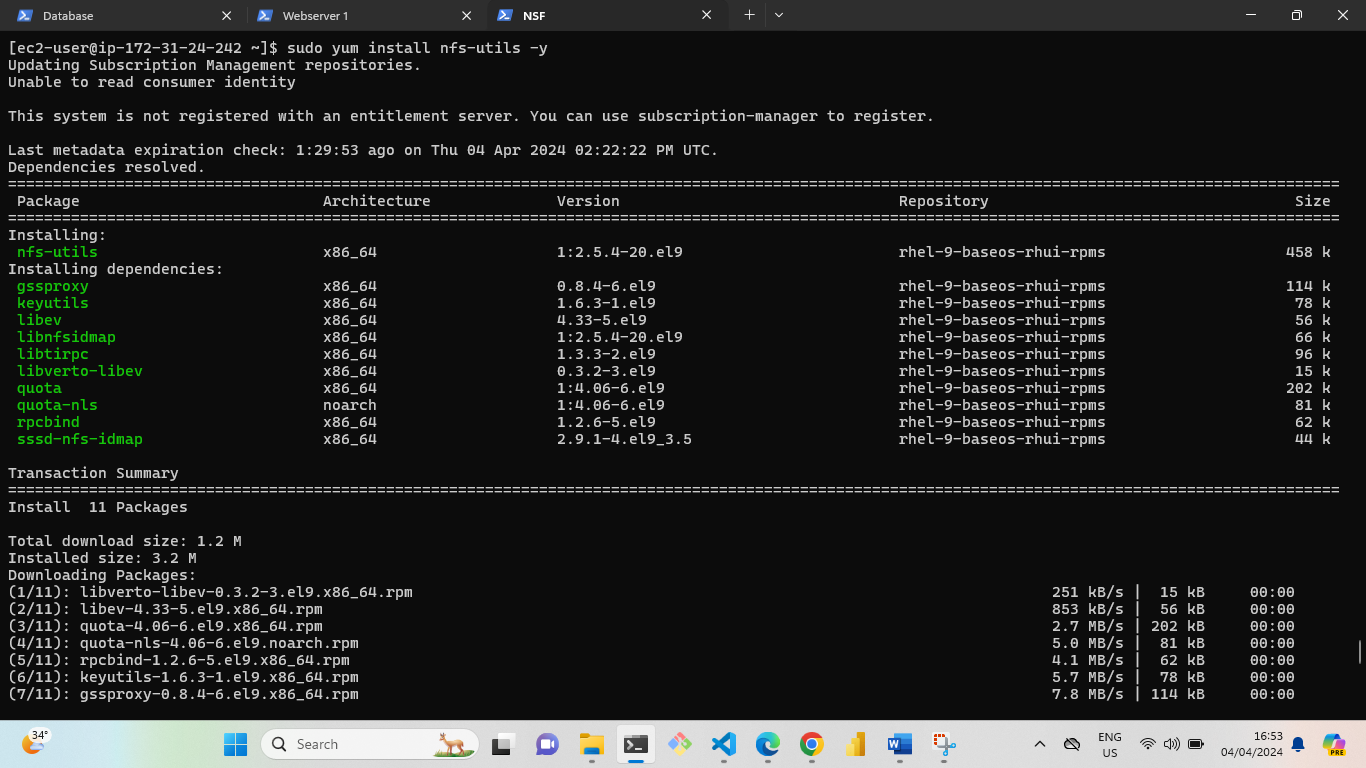 Database
Webserver 1
NSF
[ec2-user@ip-172-31-24-242 ~]$ sudo yum install nfs-utils -y
Updating Subscription Management repositories.
Unable to read consumer identity
This system is not registered with an entitlement server. You can use subscription-manager to register.
Last metadata expiration check: 1:29:53 ago on Thu 04 Apr 2024 02:22:22 PM UTC.
Dependencies resolved.
================================================================================
Package Architecture Version Repository Size
================================================================================
Installing:
nfs-utils x86_64 1:2.5.4-20.el9 rhel-9-baseos-rhui-rpms 458 k
Installing dependencies:
gssproxy x86_64 0.8.4-6.el9 rhel-9-baseos-rhui-rpms 114 k
keyutils x86_64 1.6.3-1.el9 rhel-9-baseos-rhui-rpms 78 k
libev x86_64 4.33-5.el9 rhel-9-baseos-rhui-rpms 56 k
libnfsidmap x86_64 1:2.5.4-20.el9 rhel-9-baseos-rhui-rpms 66 k
libtirpc x86_64 1.3.3-2.el9 rhel-9-baseos-rhui-rpms 96 k
libverto-libev x86_64 0.3.2-3.el9 rhel-9-baseos-rhui-rpms 15 k
quota x86_64 1:4.06-6.el9 rhel-9-baseos-rhui-rpms 202 k
quota-nls noarch 1:4.06-6.el9 rhel-9-baseos-rhui-rpms 81 k
rpcbind x86_64 1.2.6-5.el9 rhel-9-baseos-rhui-rpms 62 k
sssd-nfs-idmap x86_64 2.9.1-4.el9_3.5 rhel-9-baseos-rhui-rpms 44 k
Transaction Summary
================================================================================
Install 11 Packages
Total download size: 1.2 M
Installed size: 3.2 M
Downloading Packages:
(1/11): libverto-libev-0.3.2-3.el9.x86_64.rpm 251 kB/s | 15 kB 00:00
(2/11): libev-4.33-5.el9.x86_64.rpm 853 kB/s | 56 kB 00:00
(3/11): quota-4.06-6.el9.x86_64.rpm 2.7 MB/s | 202 kB 00:00
(4/11): quota-nls-4.06-6.el9.noarch.rpm 5.0 MB/s | 81 kB 00:00
(5/11): rpcbind-1.2.6-5.el9.x86_64.rpm 4.1 MB/s | 62 kB 00:00
(6/11): keyutils-1.6.3-1.el9.x86_64.rpm 5.7 MB/s | 78 kB 00:00
(7/11): gssproxy-0.8.4-6.el9.x86_64.rpm 7.8 MB/s | 114 kB 00:00
34°
Search
ENG
US
16:53
04/04/2024
PRE